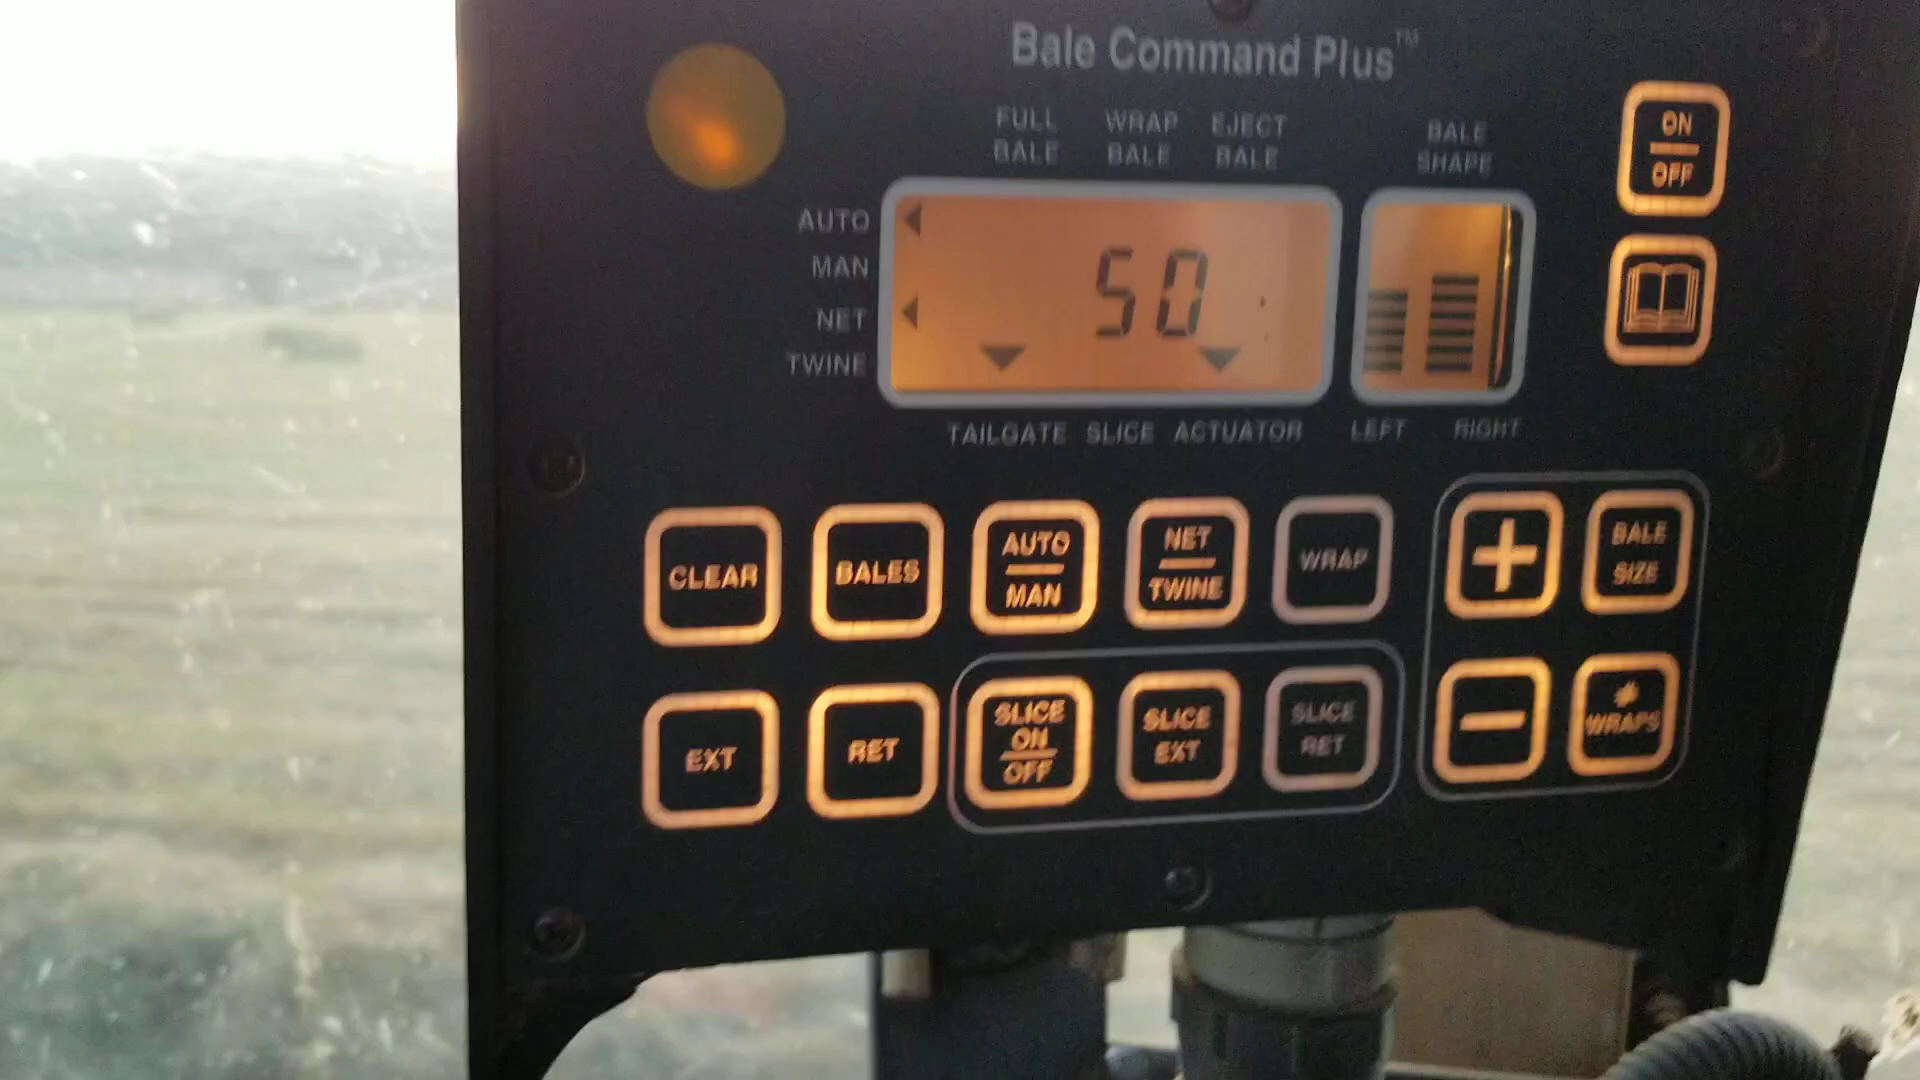 Bale Command Plus™
FULL BALE
WRAP BALE
EJECT BALE
BALE SHAPE
ON
OFF
AUTO
MAN
NET
TWINE
50
TAILGATE SLICE ACTUATOR
LEFT RIGHT
CLEAR
BALES
AUTO
MAN
NET
TWINE
WRAP
+
BALE
SIZE
EXT
RET
SLICE
ON
OFF
SLICE
EXT
SLICE
RET
−
*
WRAPS